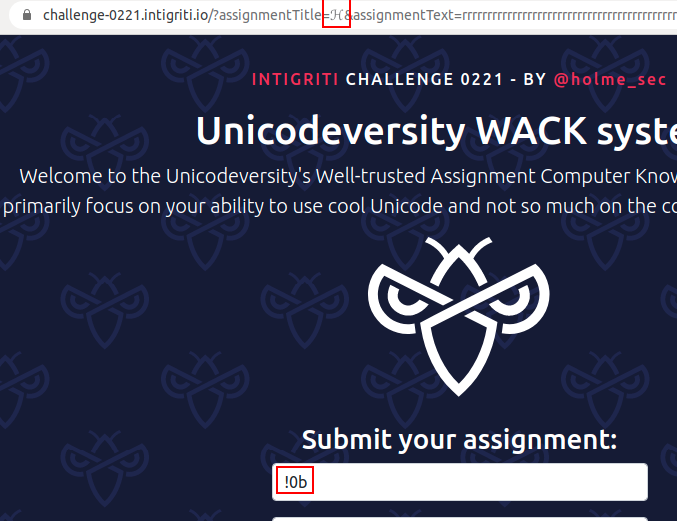 challenge-0221.intigriti.io/?assignmentTitle=ℋ&assignmentText=rrrrrrrrrrrrrrrrrrrrrrrrrrrrrrrrrrrrrrrrrrr
INTIGRITI CHALLENGE 0221 - BY @holme_sec
Unicodeversity WACK syste
Welcome to the Unicodeversity's Well-trusted Assignment Computer Know
primarily focus on your ability to use cool Unicode and not so much on the co
Submit your assignment:
!0b